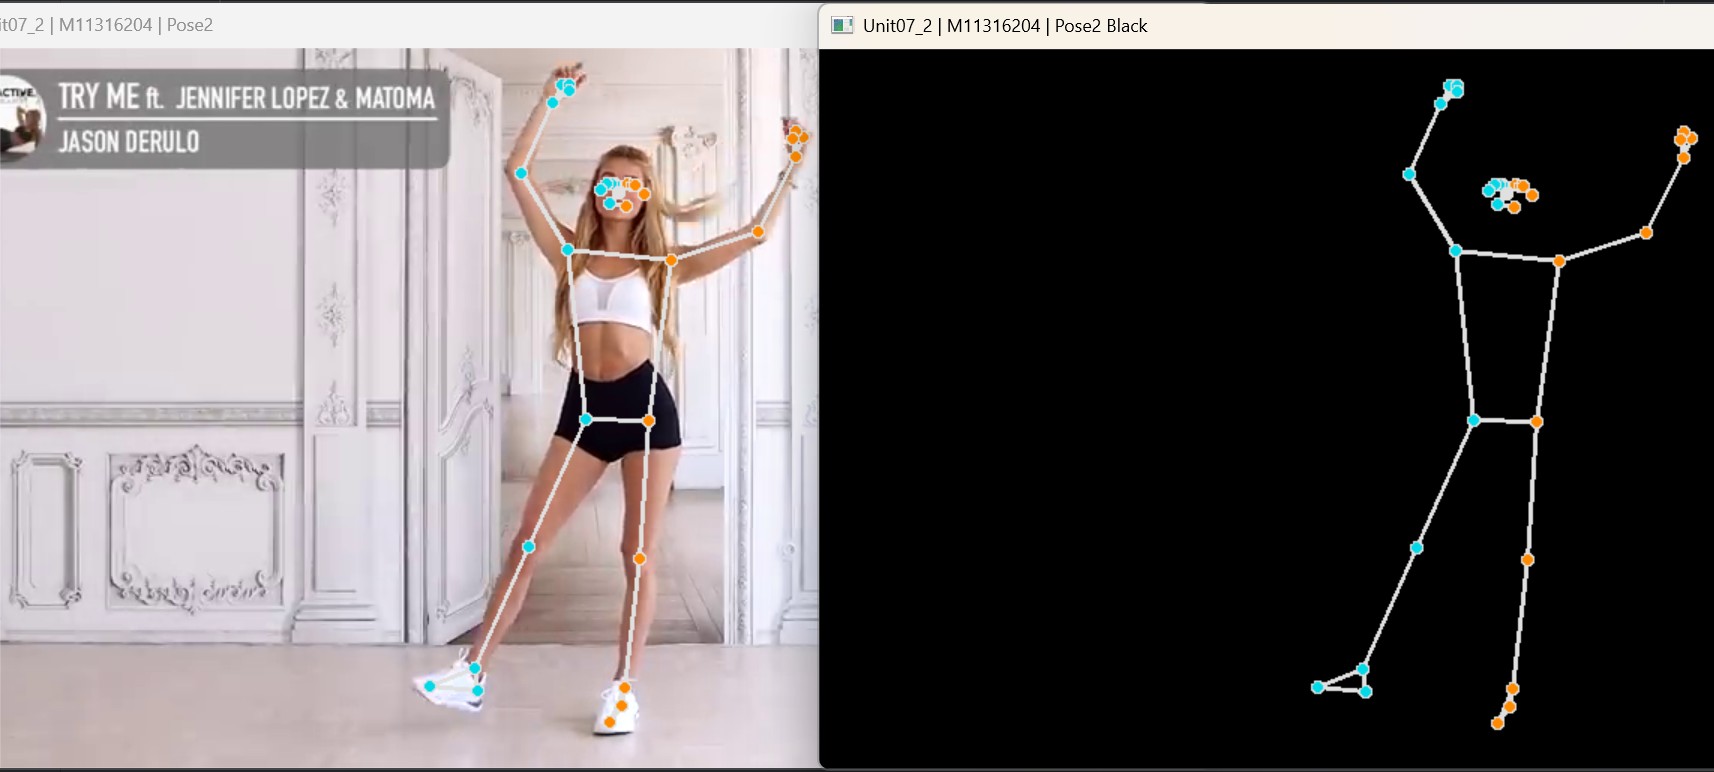 it07_2 | M11316204 | Pose2
Unit07_2 | M11316204 | Pose2 Black
ACTIVE
TRY ME ft. JENNIFER LOPEZ & MATOMA
JASON DERULO